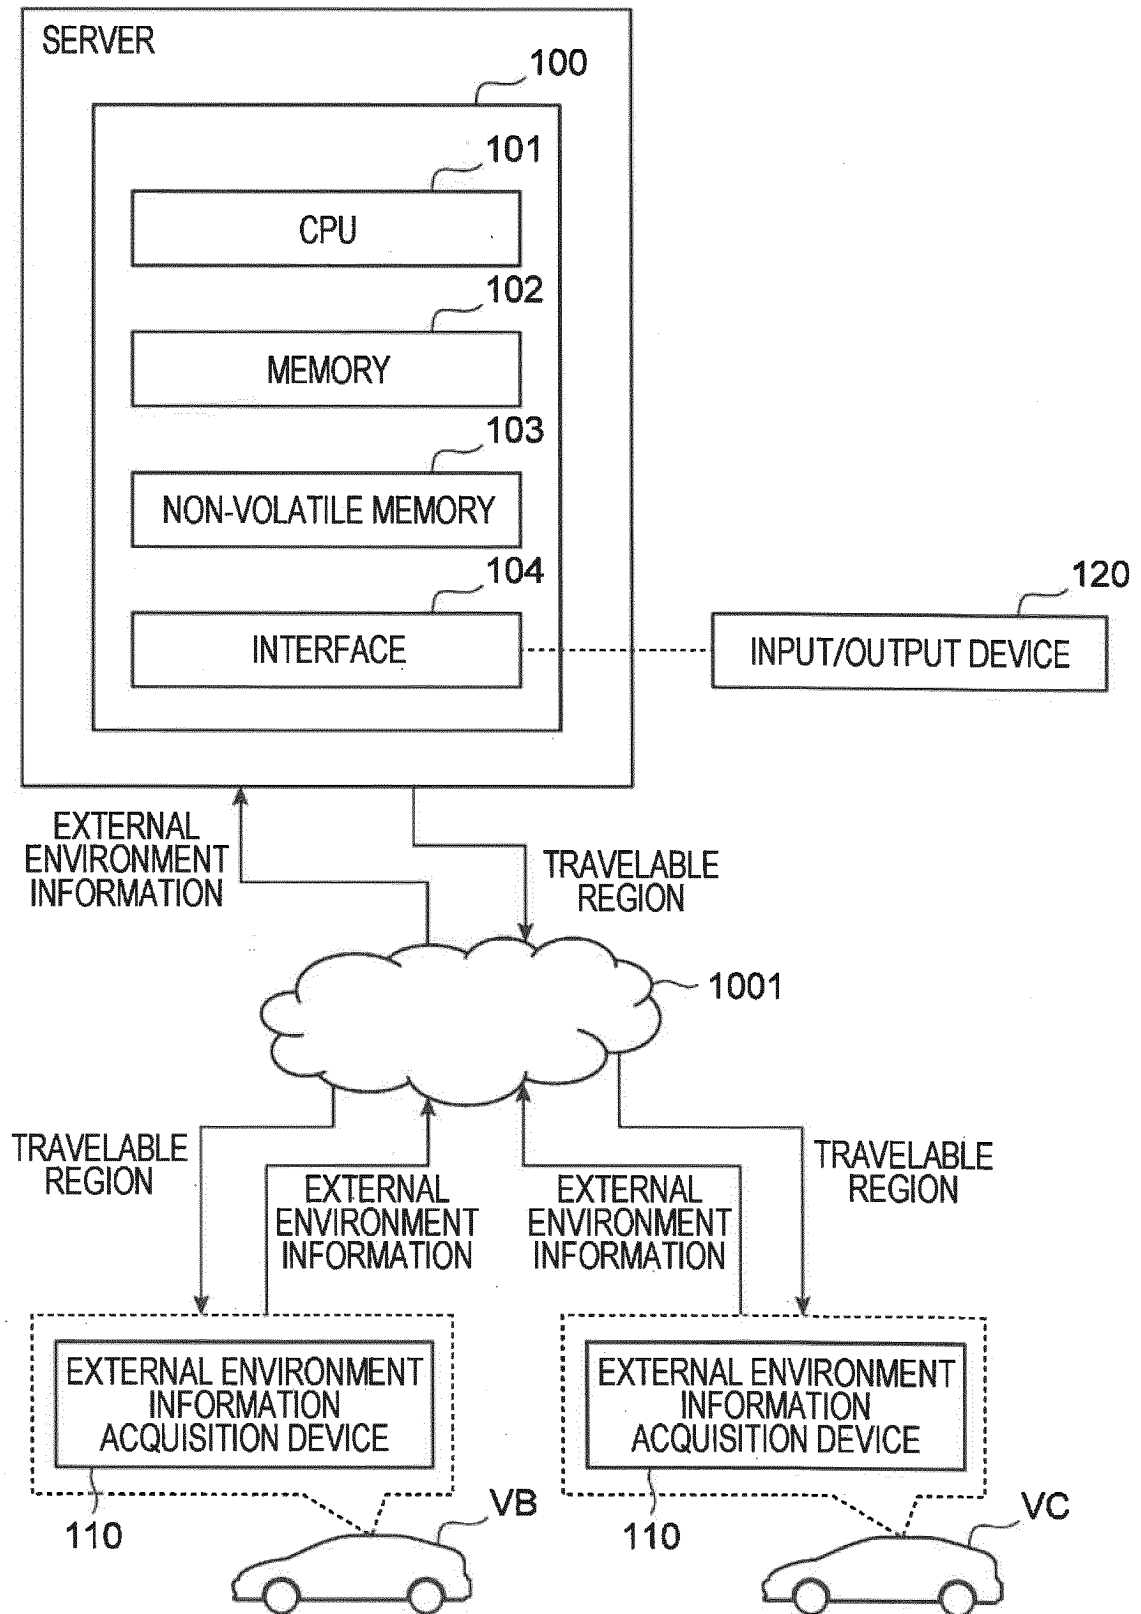 SERVER
100
101
CPU
102
MEMORY
103
NON-VOLATILE MEMORY
104
INTERFACE
120
INPUT/OUTPUT DEVICE
EXTERNAL
ENVIRONMENT
INFORMATION
TRAVELABLE
REGION
1001
TRAVELABLE
REGION
EXTERNAL
ENVIRONMENT
INFORMATION
EXTERNAL
ENVIRONMENT
INFORMATION
TRAVELABLE
REGION
EXTERNAL ENVIRONMENT
INFORMATION
ACQUISITION DEVICE
EXTERNAL ENVIRONMENT
INFORMATION
ACQUISITION DEVICE
110
VB
110
VC